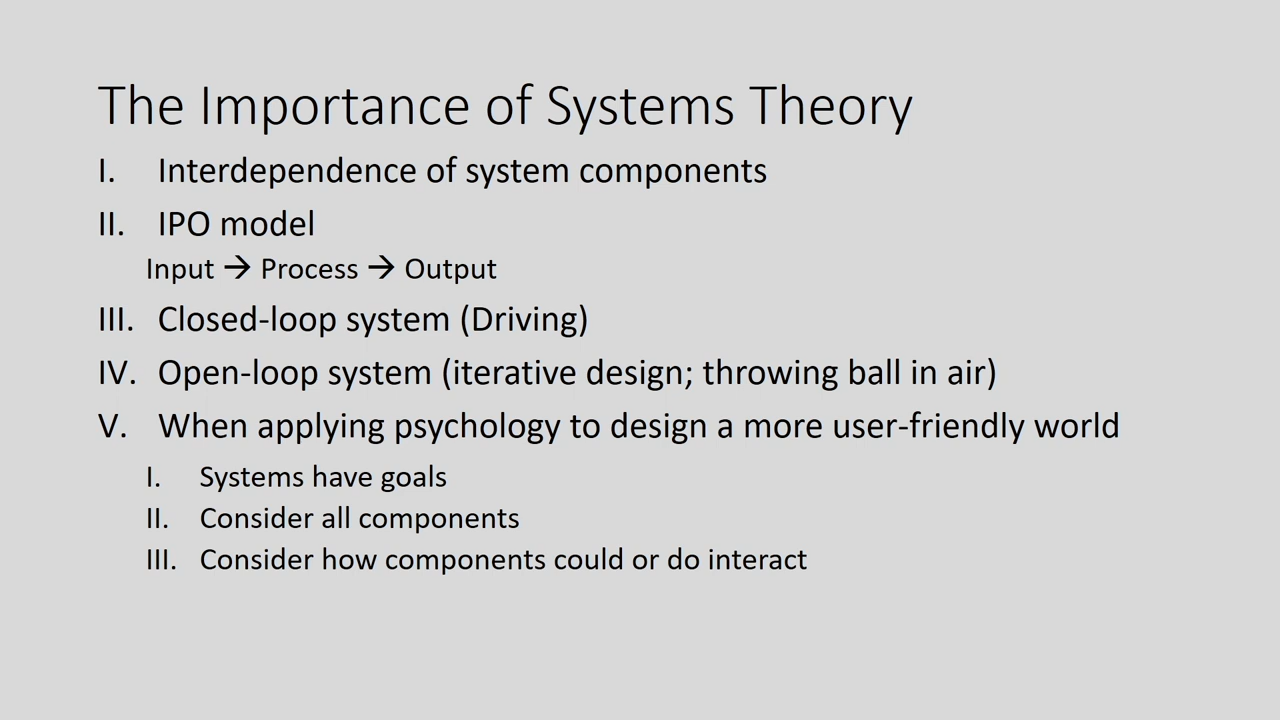 The Importance of Systems Theory
I. Interdependence of system components
II. IPO model
Input → Process → Output
III. Closed-loop system (Driving)
IV. Open-loop system (iterative design; throwing ball in air)
V. When applying psychology to design a more user-friendly world
I. Systems have goals
II. Consider all components
III. Consider how components could or do interact